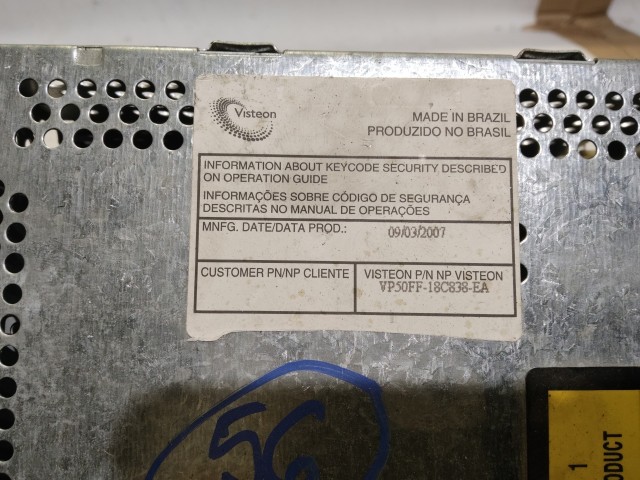 Visteon
MADE IN BRAZIL
PRODUZIDO NO BRASIL
INFORMATION ABOUT KEYCODE SECURITY DESCRIBED
ON OPERATION GUIDE
INFORMAÇÕES SOBRE CÓDIGO DE SEGURANÇA
DESCRITAS NO MANUAL DE OPERAÇÕES
MNFG. DATE/DATA PROD.: 09/03/2007
CUSTOMER PN/NP CLIENTE
VISTEON P/N NP VISTEON
VP50FF-18C838-EA
56
1